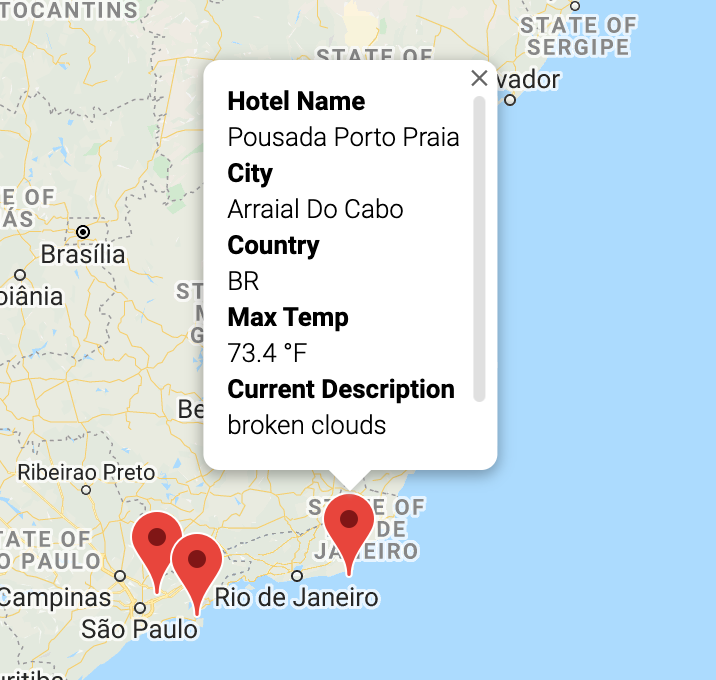 TOCANTINS
STATE OF
SERGIPE
STATE OF
vador
Hotel Name
Pousada Porto Praia
City
Arraial Do Cabo
Country
BR
Max Temp
73.4 °F
Current Description
broken clouds
E OF
ÁS
Brasília
oiânia
ST
M
G
Be
Ribeirao Preto
STATE OF
DE
JANEIRO
ATE OF
O PAULO
Campinas
Rio de Janeiro
São Paulo
uritiba